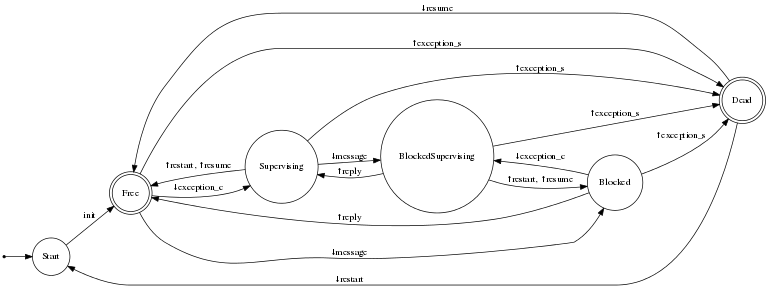 ↓resume
↑exception_s
↑exception_s
Dead
↑exception_s
↑exception_s
↓message
BlockedSupervising
↓exception_c
Supervising
↑restart, ↑resume
↑reply
↑restart, ↑resume
Blocked
Free
↓exception_c
init
↑reply
↓message
Start
↓restart